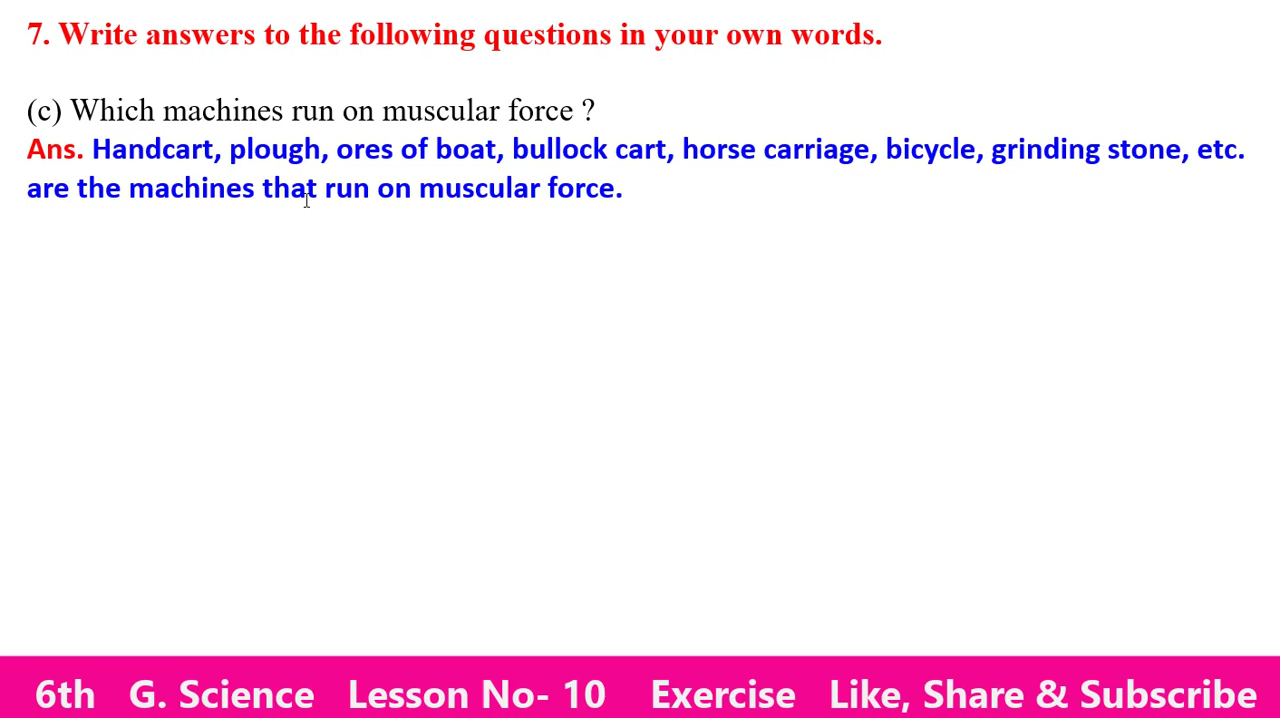 7. Write answers to the following questions in your own words.
(c) Which machines run on muscular force ?
Ans. Handcart, plough, ores of boat, bullock cart, horse carriage, bicycle, grinding stone, etc.
are the machines that run on muscular force.
6th G. Science Lesson No- 10 Exercise Like, Share & Subscribe